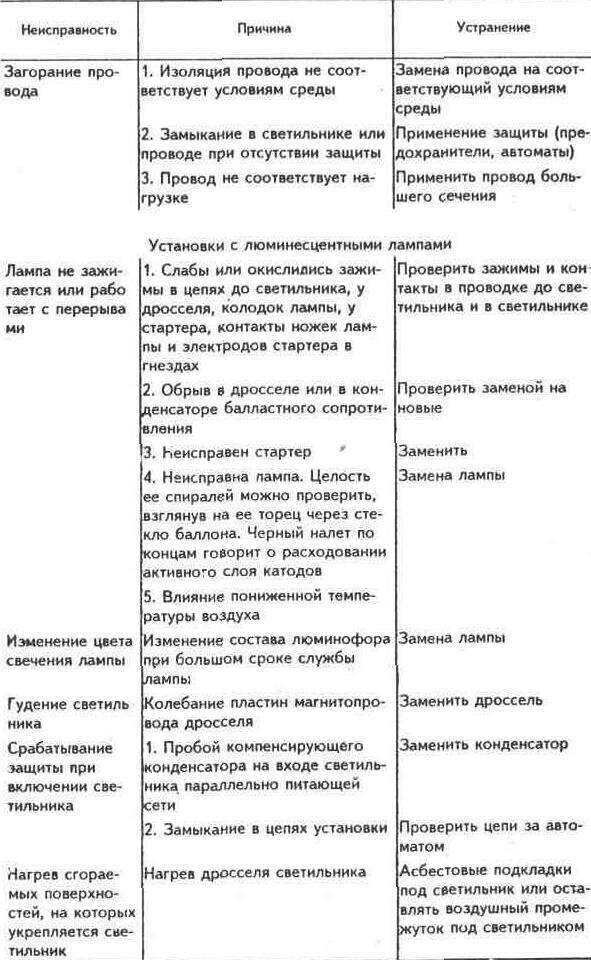 Неисправность
Причина
Устранение
Загорание про-
вода
1. Изоляция провода не соот-
ветствует условиям среды
Замена провода на соот-
ветствующий условиям
среды
2. Замыкание в светильнике или
проводе при отсутствии защиты
Применение защиты (пре-
дохранители, автоматы)
3. Провод не соответствует на-
грузке
Применить провод боль-
шего сечения
Установки с люминесцентными лампами
Лампа не зажи-
гается или рабо
тает с перерыва
ми
1. Слабы или окислились зажи-
мы в цепях до светильника, у
дросселя, колодок лампы, у
стартера, контакты ножек лам-
пы и электродов стартера в
гнездах
Проверить зажимы и кон
такты в проводке до све-
тильника и в светильнике
2. Обрыв в дросселе или в кон-
денсаторе балластного сопроти-
вления
Проверить заменой на
новые
3. Неисправен стартер
Заменить
4. Неисправна лампа. Целость
ее спиралей можно проверить,
взглянув на ее торец через сте-
кло баллона. Черный налет по
концам говорит о расходовании
активного слоя катодов
Замена лампы
5. Влияние пониженной темпе-
ратуры воздуха
Изменение цвета
свечения лампы
Изменение состава люминофора
при большом сроке службы
лампы
Замена лампы
Гудение светиль
ника
Колебание пластин магнитопро-
вода дросселя
Заменить дроссель
Срабатывание
защиты при
включении све-
тильника
1. Пробой компенсирующего
конденсатора на входе светиль-
ника параллельно питающей
сети
Заменить конденсатор
2. Замыкание в цепях установки
Проверить цепи за авто-
матом
Нагрев сгорае-
мых поверхно-
стей, на которых
укрепляется све-
тильник
Нагрев дросселя светильника
Асбестовые подкладки
под светильник или оста-
влять воздушный проме-
жуток под светильником